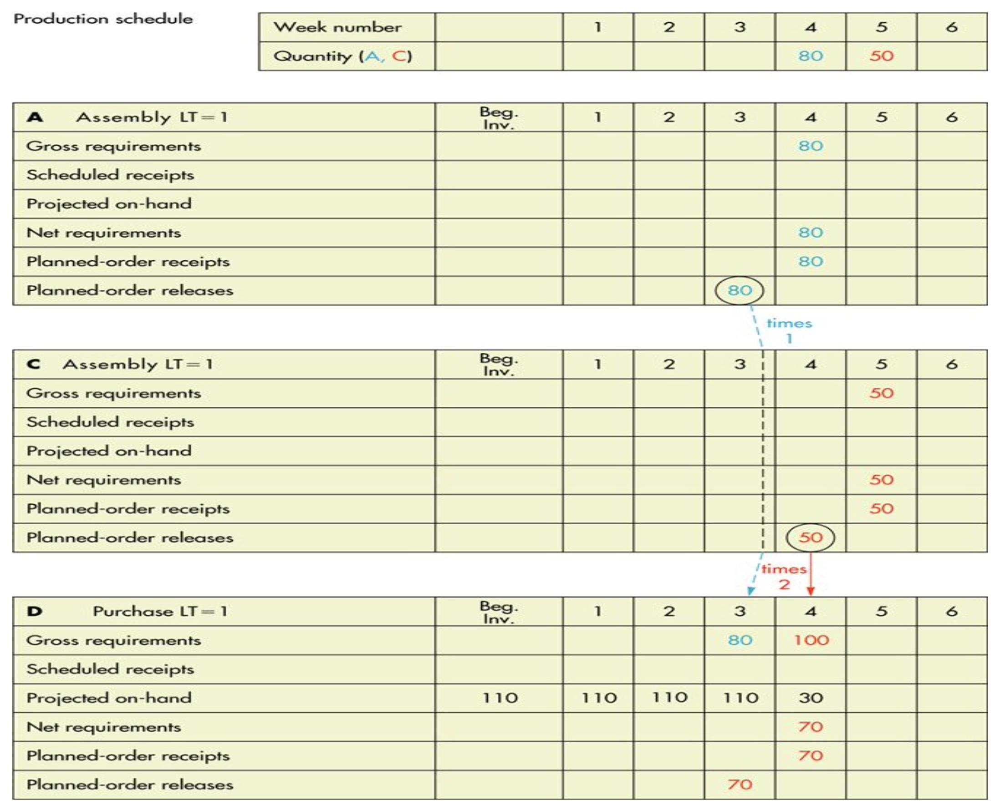 Production schedule
Week number 1 2 3 4 5 6
Quantity (A, C) 80 50
A Assembly LT = 1 Beg. Inv. 1 2 3 4 5 6
Gross requirements 80
Scheduled receipts
Projected on-hand
Net requirements 80
Planned-order receipts 80
Planned-order releases 80
times
1
C Assembly LT = 1 Beg. Inv. 1 2 3 4 5 6
Gross requirements 50
Scheduled receipts
Projected on-hand
Net requirements 50
Planned-order receipts 50
Planned-order releases 50
times
2
D Purchase LT = 1 Beg. Inv. 1 2 3 4 5 6
Gross requirements 80 100
Scheduled receipts
Projected on-hand 110 110 110 110 30
Net requirements 70
Planned-order receipts 70
Planned-order releases 70